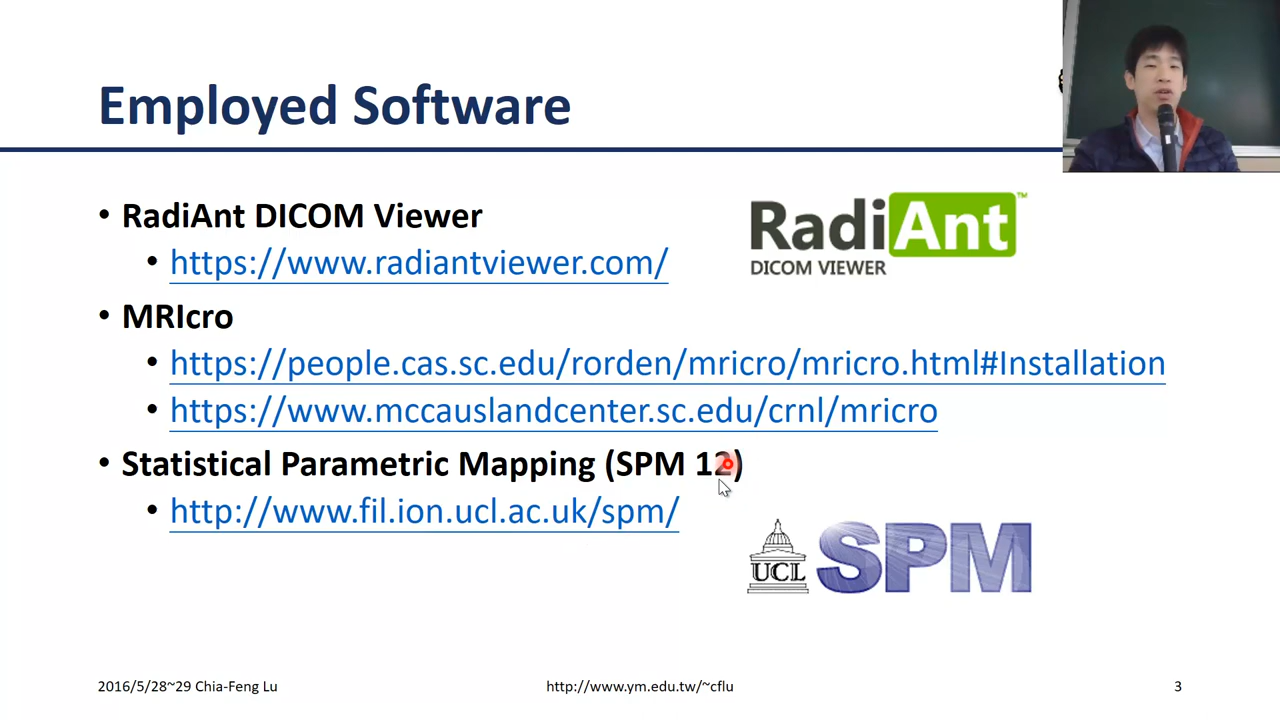 Employed Software
• RadiAnt DICOM Viewer
• https://www.radiantviewer.com/
RadiAnt™
DICOM VIEWER
• MRIcro
• https://people.cas.sc.edu/rorden/mricro/mricro.html#Installation
• https://www.mccauslandcenter.sc.edu/crnl/mricro
• Statistical Parametric Mapping (SPM 12)
• http://www.fil.ion.ucl.ac.uk/spm/
UCL SPM
2016/5/28~29 Chia-Feng Lu
http://www.ym.edu.tw/~cflu
3